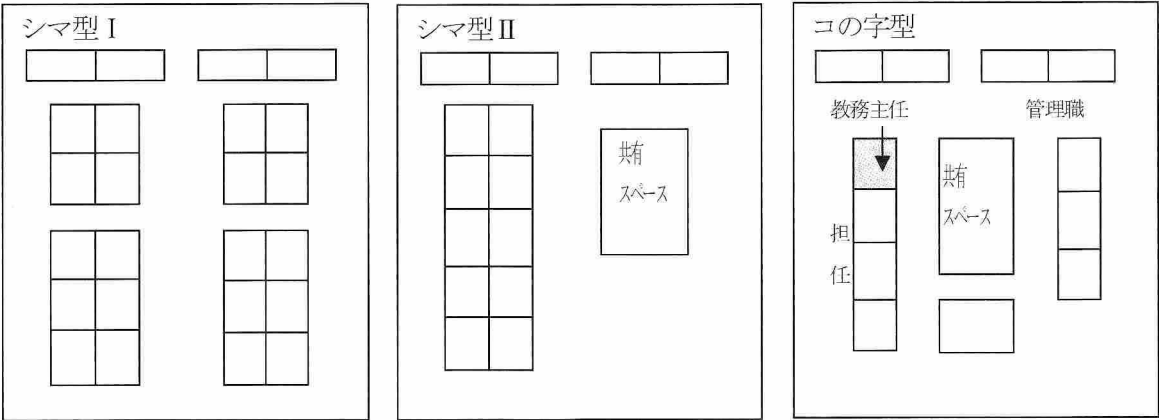 シマ型Ⅰ
シマ型Ⅱ
共有
スペース
コの字型
教務主任
管理職
共有
スペース
担
任